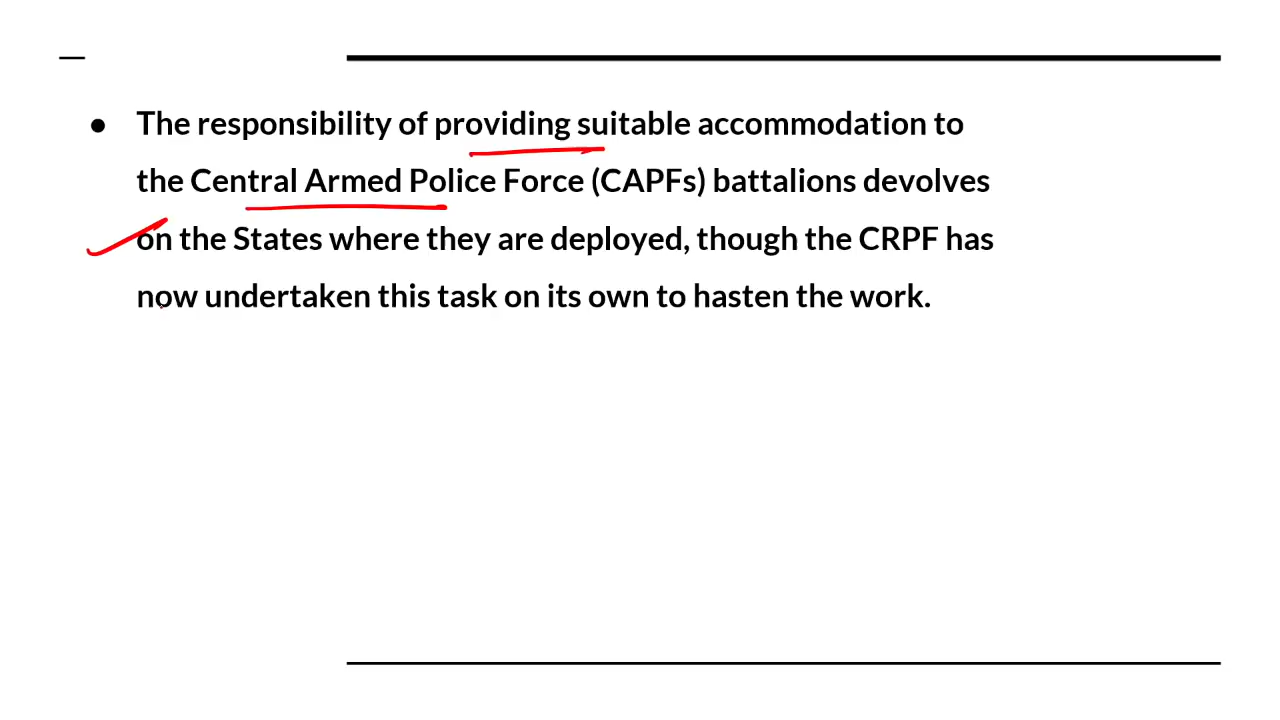 ● The responsibility of providing suitable accommodation to
the Central Armed Police Force (CAPFs) battalions devolves
on the States where they are deployed, though the CRPF has
now undertaken this task on its own to hasten the work.